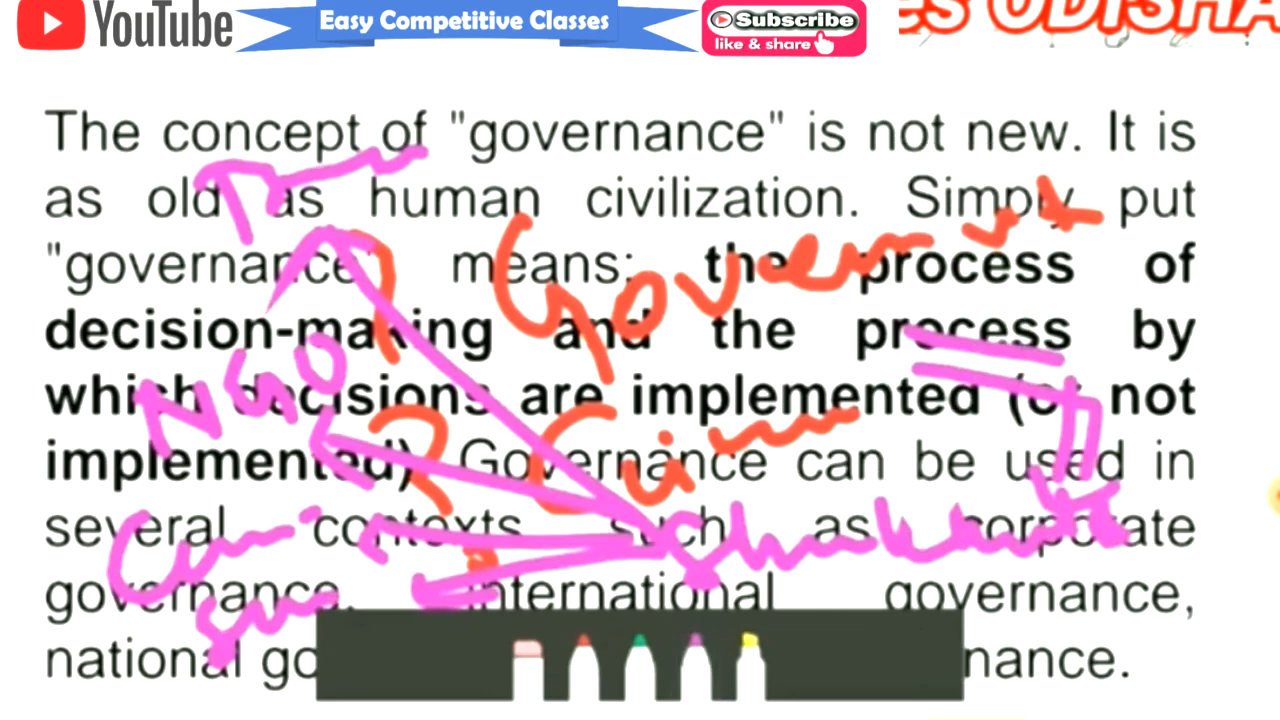 YouTube Easy Competitive Classes Subscribe ODISHA
like & share
The concept of "governance" is not new. It is
as old as human civilization. Simply put
"governance" means: the process of
decision-making and the process by
which decisions are implemented (or not
implemented). Governance can be used in
several contexts such as corporate
governance, international governance,
national
NGO